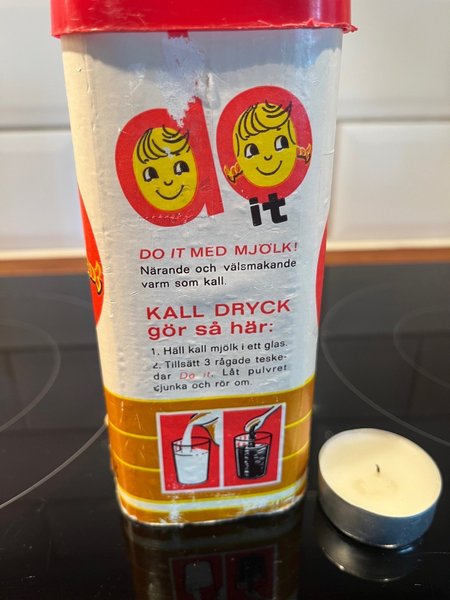 do
it
DO IT MED MJÖLK!
Närande och välsmakande
varm som kall.
KALL DRYCK
gör så här:
1. Häll kall mjölk i ett glas.
2. Tillsätt 3 rågade teske-
dar Do it. Låt pulvret
sjunka och rör om.